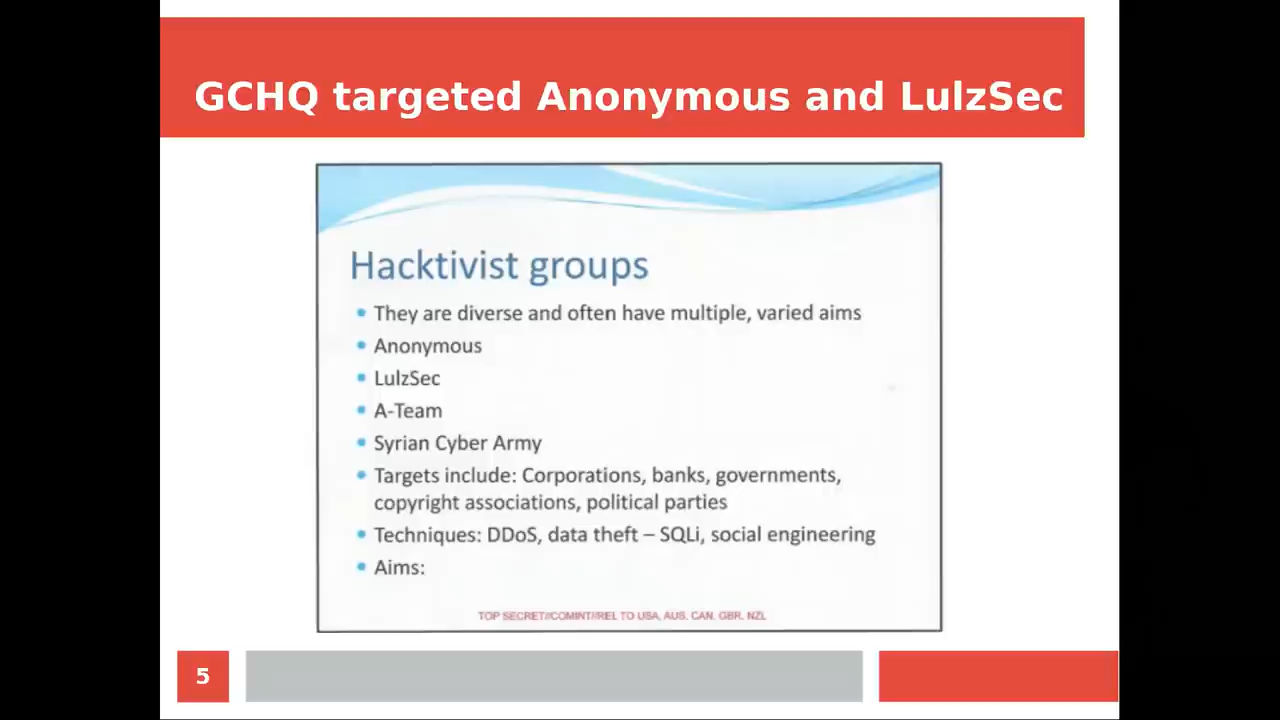 GCHQ targeted Anonymous and LulzSec
Hacktivist groups
• They are diverse and often have multiple, varied aims
• Anonymous
• LulzSec
• A-Team
• Syrian Cyber Army
• Targets include: Corporations, banks, governments,
copyright associations, political parties
• Techniques: DDoS, data theft – SQLi, social engineering
• Aims:
TOP SECRET//COMINT//REL TO USA, AUS, CAN, GBR, NZL
5